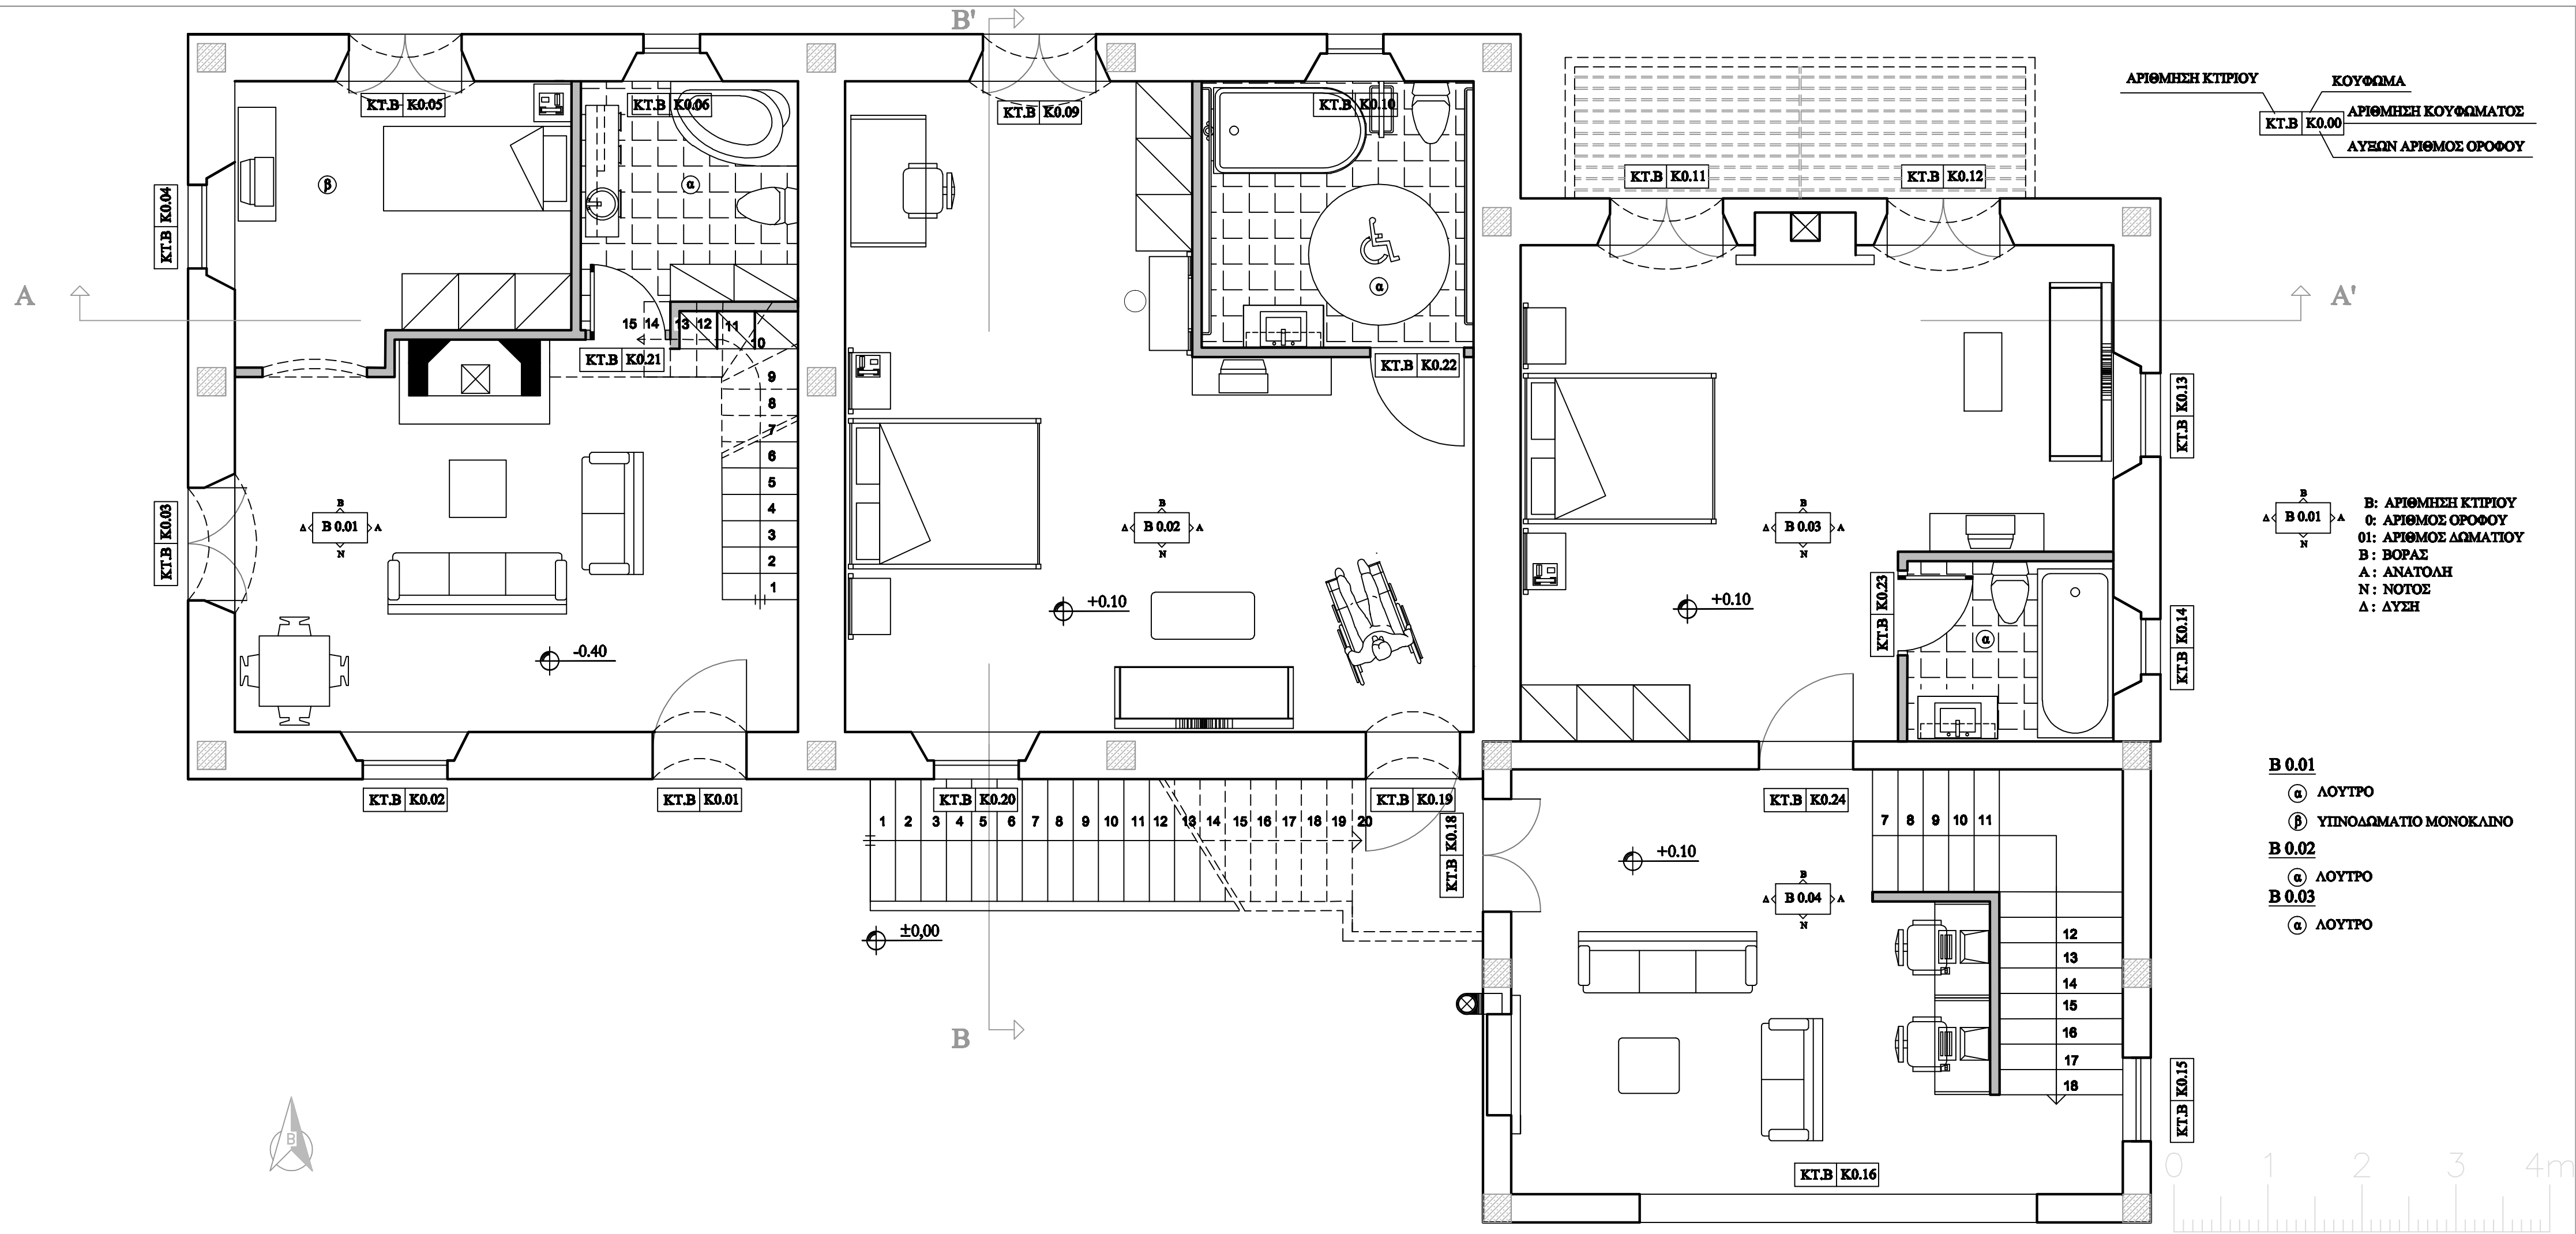 B'
ΑΡΙΘΜΗΣΗ ΚΤΙΡΙΟΥ
ΚΟΥΦΩΜΑ
ΚΤ.Β Κ0.00
ΑΡΙΘΜΗΣΗ ΚΟΥΦΩΜΑΤΟΣ
ΑΥΞΩΝ ΑΡΙΘΜΟΣ ΟΡΟΦΟΥ
ΚΤ.Β Κ0.05
ΚΤ.Β Κ0.06
ΚΤ.Β Κ0.09
ΚΤ.Β Κ0.10
ΚΤ.Β Κ0.11
ΚΤ.Β Κ0.12
ΚΤ.Β Κ0.04
β
α
α
A
A'
15 14 13 12 11
10
9
8
7
6
5
4
3
2
1
ΚΤ.Β Κ0.21
ΚΤ.Β Κ0.22
ΚΤ.Β Κ0.13
ΚΤ.Β Κ0.03
Β
Δ Β 0.01 Α
Ν
Β
Δ Β 0.02 Α
Ν
Β
Δ Β 0.03 Α
Ν
Β
Δ Β 0.01 Α
Ν
Β: ΑΡΙΘΜΗΣΗ ΚΤΙΡΙΟΥ
0: ΑΡΙΘΜΟΣ ΟΡΟΦΟΥ
01: ΑΡΙΘΜΟΣ ΔΩΜΑΤΙΟΥ
Β : ΒΟΡΑΣ
Α : ΑΝΑΤΟΛΗ
Ν : ΝΟΤΟΣ
Δ : ΔΥΣΗ
-0.40
+0.10
+0.10
ΚΤ.Β Κ0.23
α
ΚΤ.Β Κ0.14
ΚΤ.Β Κ0.02
ΚΤ.Β Κ0.01
ΚΤ.Β Κ0.20
ΚΤ.Β Κ0.19
ΚΤ.Β Κ0.24
1 2 3 4 5 6 7 8 9 10 11 12 13 14 15 16 17 18 19 20
ΚΤ.Β Κ0.18
7 8 9 10 11
+0.10
Β
Δ Β 0.04 Α
Ν
±0,00
12
13
14
15
16
17
18
Β 0.01
α ΛΟΥΤΡΟ
β ΥΠΝΟΔΩΜΑΤΙΟ ΜΟΝΟΚΛΙΝΟ
Β 0.02
α ΛΟΥΤΡΟ
Β 0.03
α ΛΟΥΤΡΟ
B
ΚΤ.Β Κ0.15
ΚΤ.Β Κ0.16
Β
0 1 2 3 4m